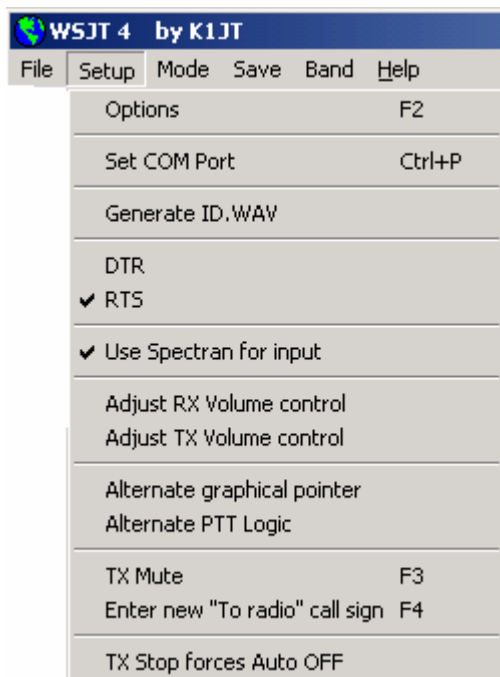 WSJT 4 by K1JT
File Setup Mode Save Band Help
Options F2
Set COM Port Ctrl+P
Generate ID.WAV
DTR
RTS
Use Spectran for input
Adjust RX Volume control
Adjust TX Volume control
Alternate graphical pointer
Alternate PTT Logic
TX Mute F3
Enter new "To radio" call sign F4
TX Stop forces Auto OFF